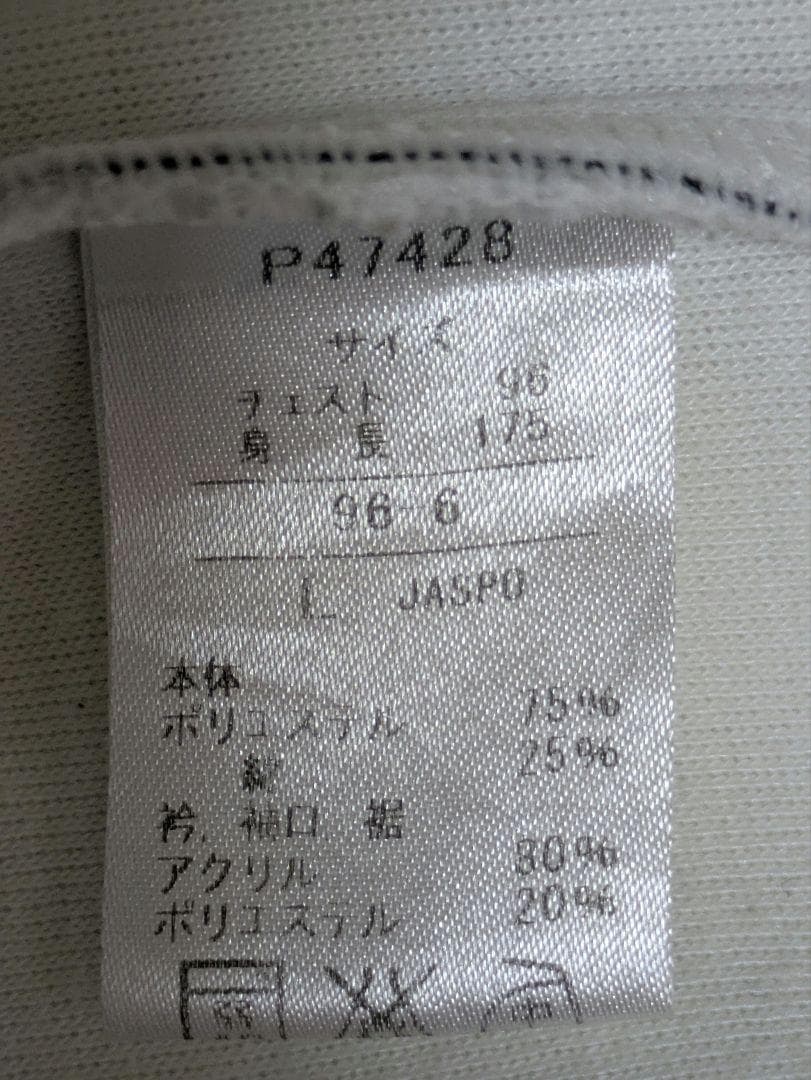 P47428
サイズ
チェスト 96
身長 175
96-6
L JASPO
本体
ポリエステル 75%
綿 25%
衿、袖口 裾
アクリル 80%
ポリエステル 20%